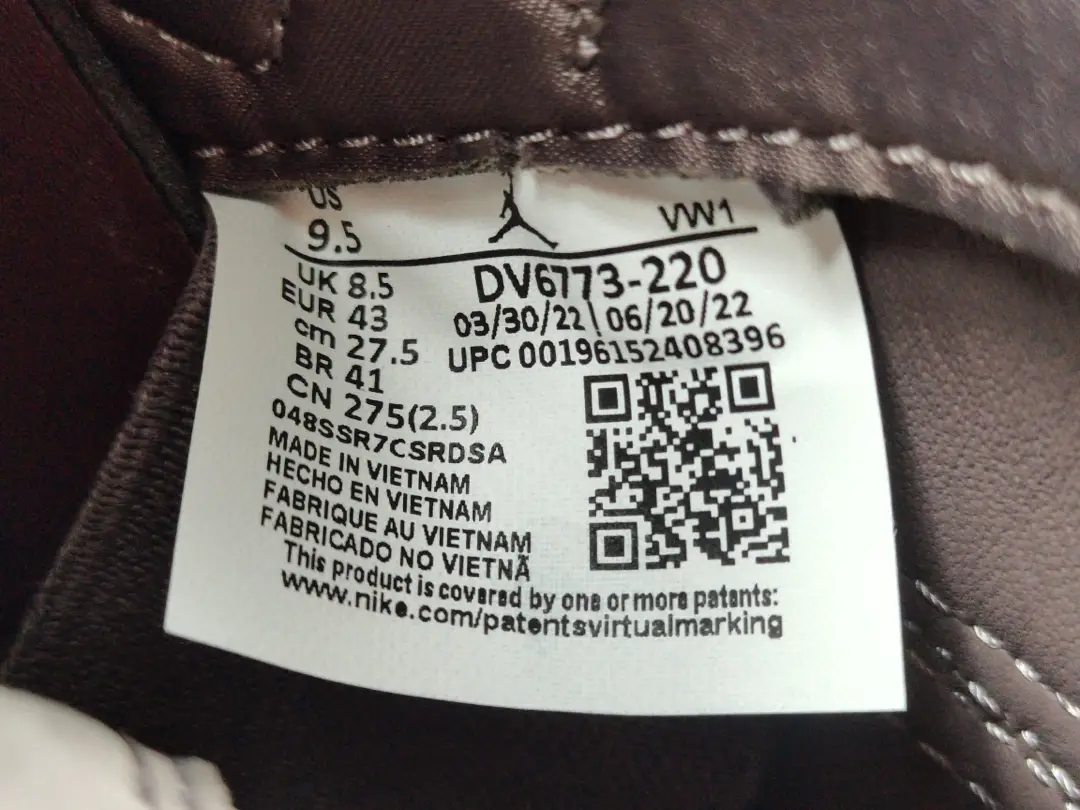 US
9.5
VW1
UK 8.5
EUR 43
cm 27.5
BR 41
CN 275(2.5)
DV6773-220
03/30/22\06/20/22
UPC 00196152408396
048SSR7CSRDSA
MADE IN VIETNAM
HECHO EN VIETNAM
FABRIQUE AU VIETNAM
FABRICADO NO VIETNÃ
This product is covered by one or more patents:
www.nike.com/patentsvirtualmarking